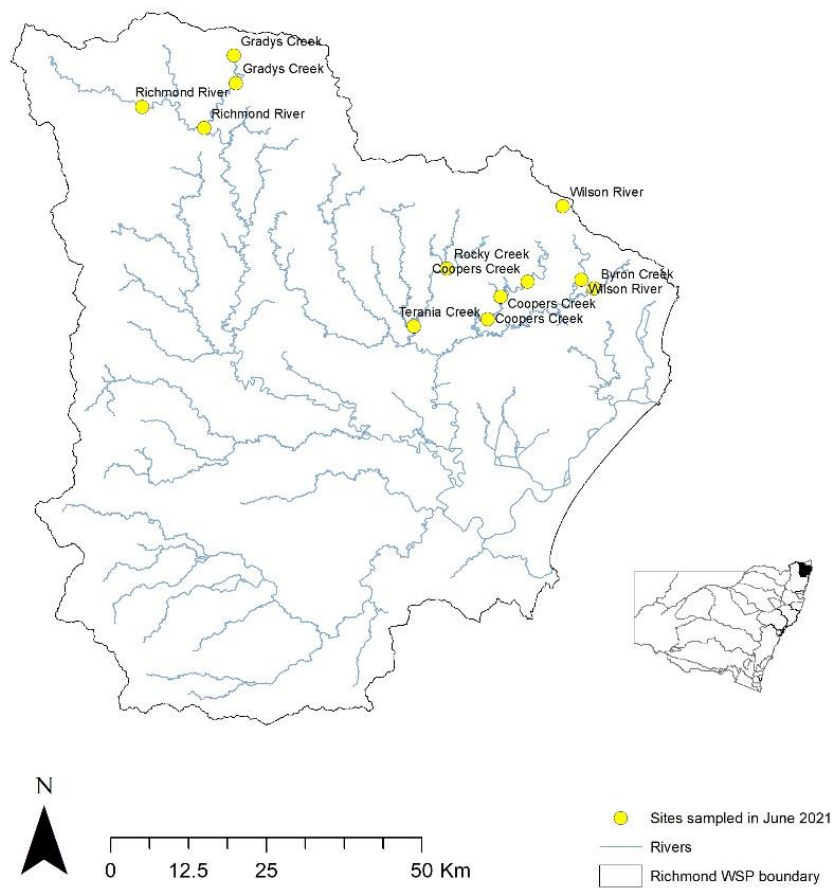 Gradys Creek
Gradys Creek
Richmond River
Richmond River
Wilson River
Rocky Creek
Coopers Creek
Byron Creek
Wilson River
Coopers Creek
Terania Creek
Coopers Creek
N
0 12.5 25 50 Km
Sites sampled in June 2021
Rivers
Richmond WSP boundary